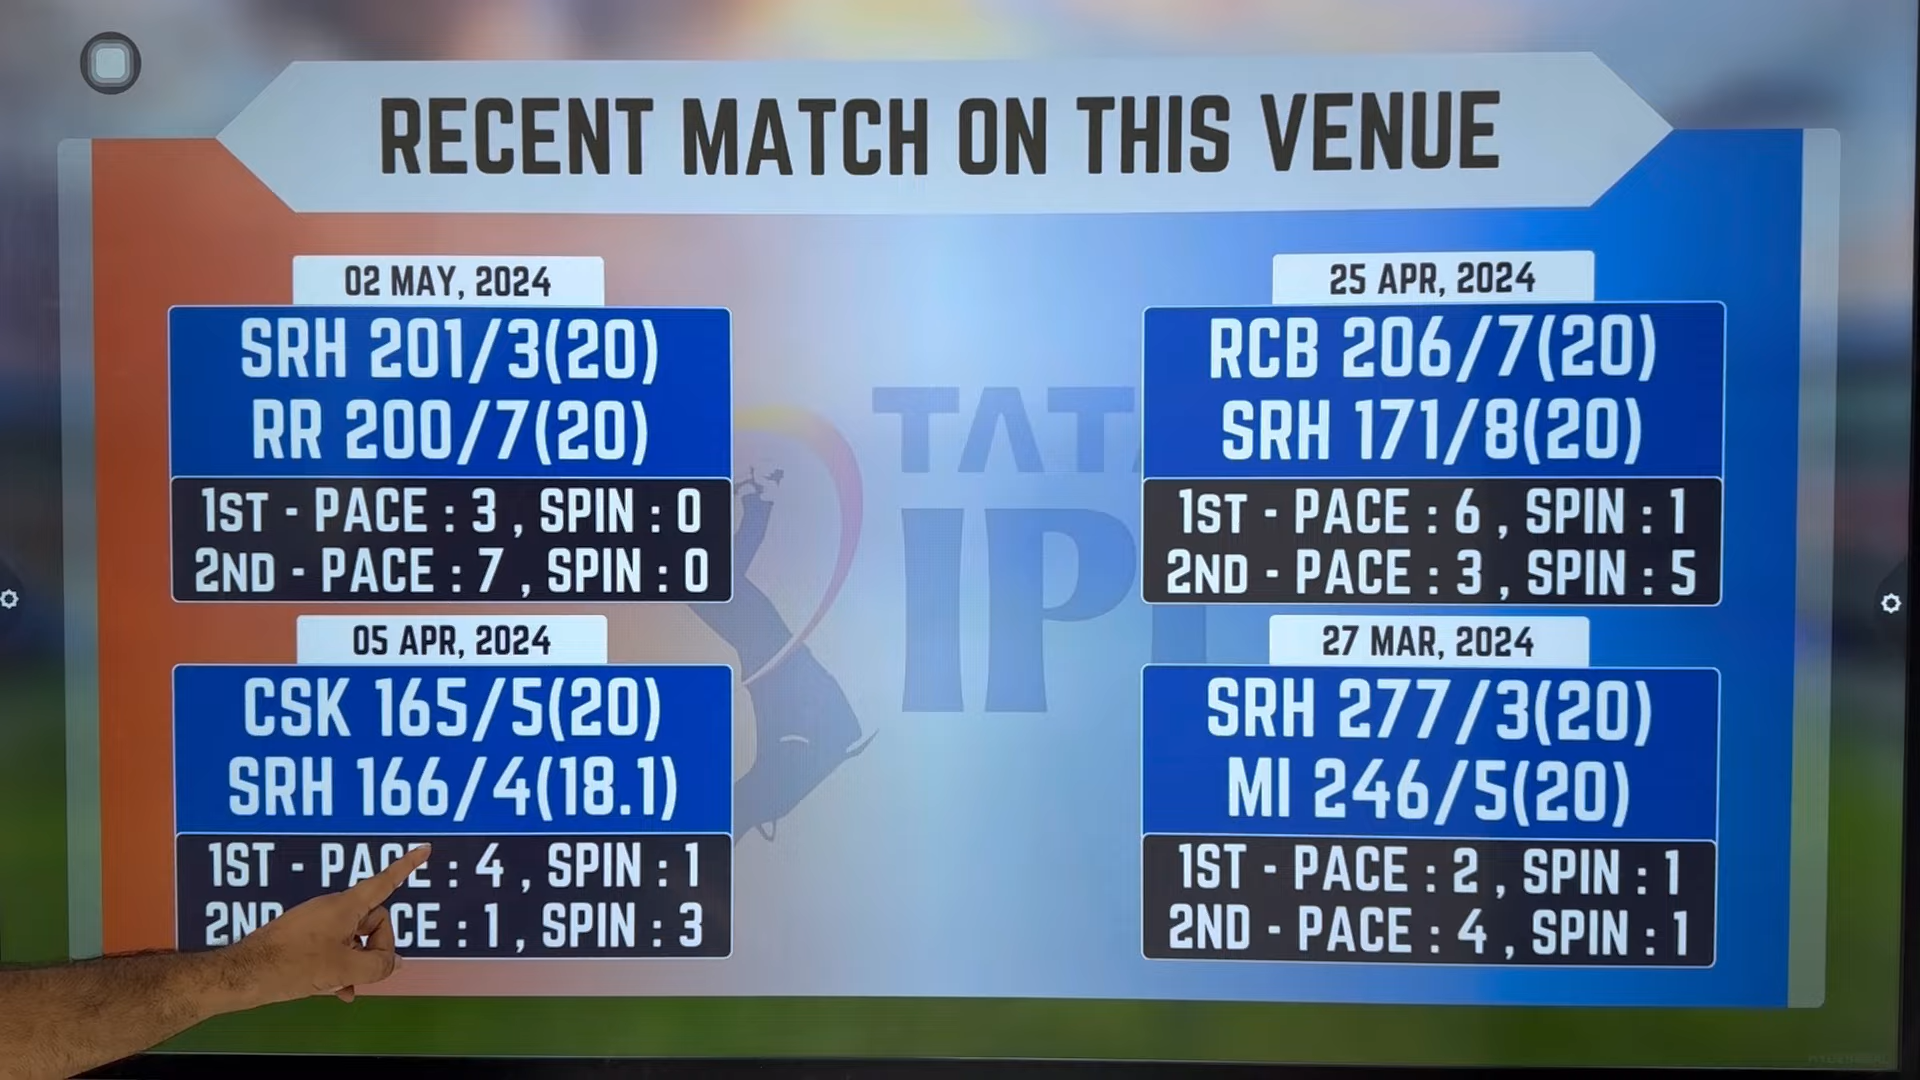 RECENT MATCH ON THIS VENUE
02 MAY, 2024
SRH 201/3(20)
RR 200/7(20)
1ST - PACE : 3 , SPIN : 0
2ND - PACE : 7 , SPIN : 0
25 APR, 2024
RCB 206/7(20)
SRH 171/8(20)
1ST - PACE : 6 , SPIN : 1
2ND - PACE : 3 , SPIN : 5
05 APR, 2024
CSK 165/5(20)
SRH 166/4(18.1)
1ST - PACE : 4 , SPIN : 1
2ND CE : 1 , SPIN : 3
27 MAR, 2024
SRH 277/3(20)
MI 246/5(20)
1ST - PACE : 2 , SPIN : 1
2ND - PACE : 4 , SPIN : 1
TATA
IPL